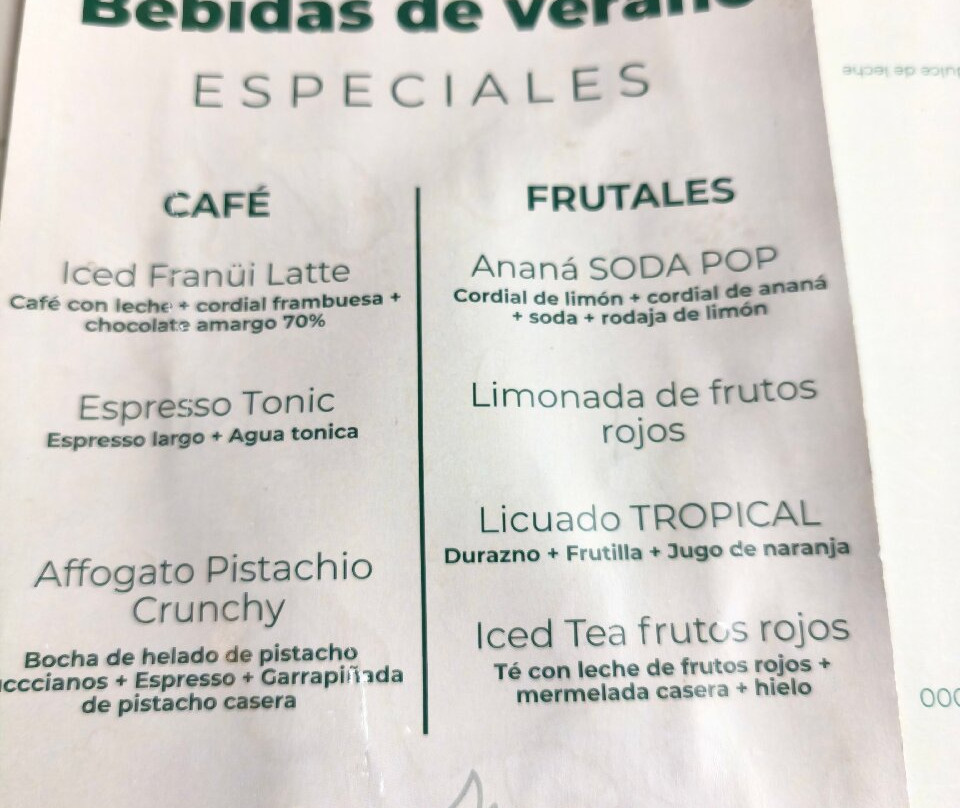 Bebidas de verano
ESPECIALES
CAFÉ
Iced Franüi Latte
Café con leche + cordial frambuesa +
chocolate amargo 70%
Espresso Tonic
Espresso largo + Agua tonica
Affogato Pistachio
Crunchy
Bocha de helado de pistacho
+ Espresso + Garrapiñada
de pistacho casera
FRUTALES
Ananá SODA POP
Cordial de limón + cordial de ananá
+ soda + rodaja de limón
Limonada de frutos
rojos
Licuado TROPICAL
Durazno + Frutilla + Jugo de naranja
Iced Tea frutos rojos
Té con leche de frutos rojos +
mermelada casera + hielo
dulce de leche